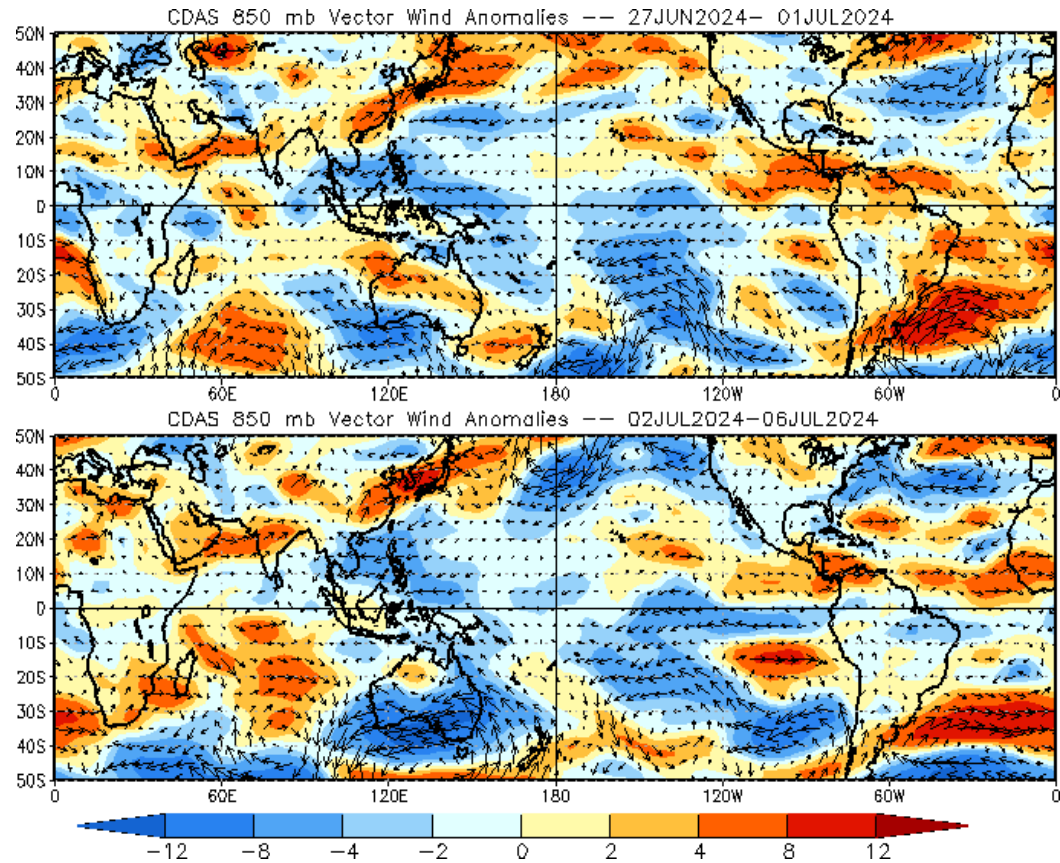 CDAS 850 mb Vector Wind Anomalies -- 27JUN2024- 01JUL2024
50N
40N
30N
20N
10N
0
10S
20S
30S
40S
50S
0 60E 120E 180 120W 60W 0
CDAS 850 mb Vector Wind Anomalies -- 02JUL2024-06JUL2024
50N
40N
30N
20N
10N
0
10S
20S
30S
40S
50S
0 60E 120E 180 120W 60W 0
-12 -8 -4 -2 0 2 4 8 12